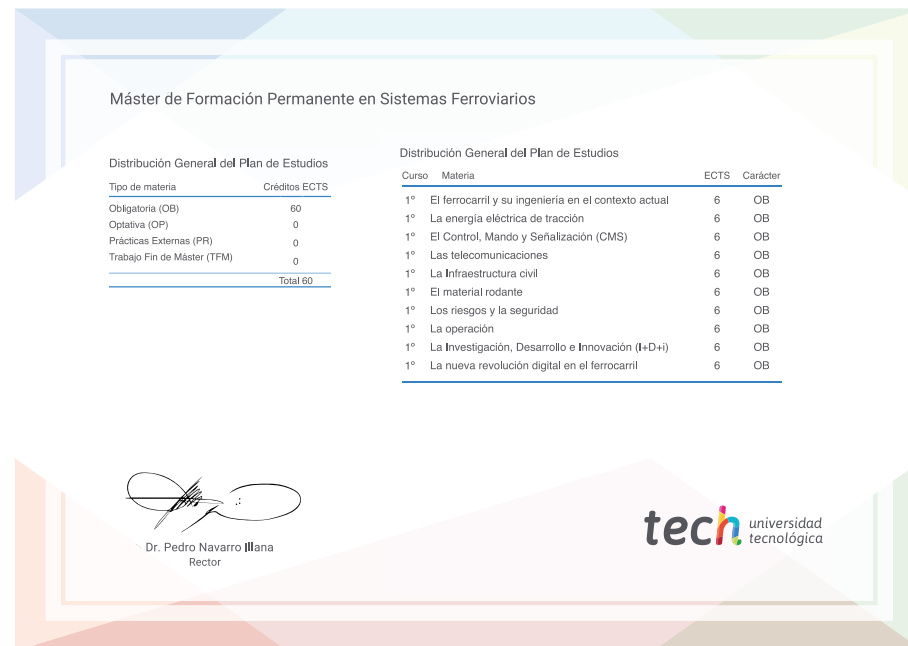 Máster de Formación Permanente en Sistemas Ferroviarios
Distribución General del Plan de Estudios
Tipo de materia Créditos ECTS
Obligatoria (OB) 60
Optativa (OP) 0
Prácticas Externas (PR) 0
Trabajo Fin de Máster (TFM) 0
Total 60
Distribución General del Plan de Estudios
Curso Materia ECTS Carácter
1º El ferrocarril y su ingeniería en el contexto actual 6 OB
1º La energía eléctrica de tracción 6 OB
1º El Control, Mando y Señalización (CMS) 6 OB
1º Las telecomunicaciones 6 OB
1º La Infraestructura civil 6 OB
1º El material rodante 6 OB
1º Los riesgos y la seguridad 6 OB
1º La operación 6 OB
1º La Investigación, Desarrollo e Innovación (I+D+i) 6 OB
1º La nueva revolución digital en el ferrocarril 6 OB
Dr. Pedro Navarro Illana
Rector
tech universidad
tecnológica